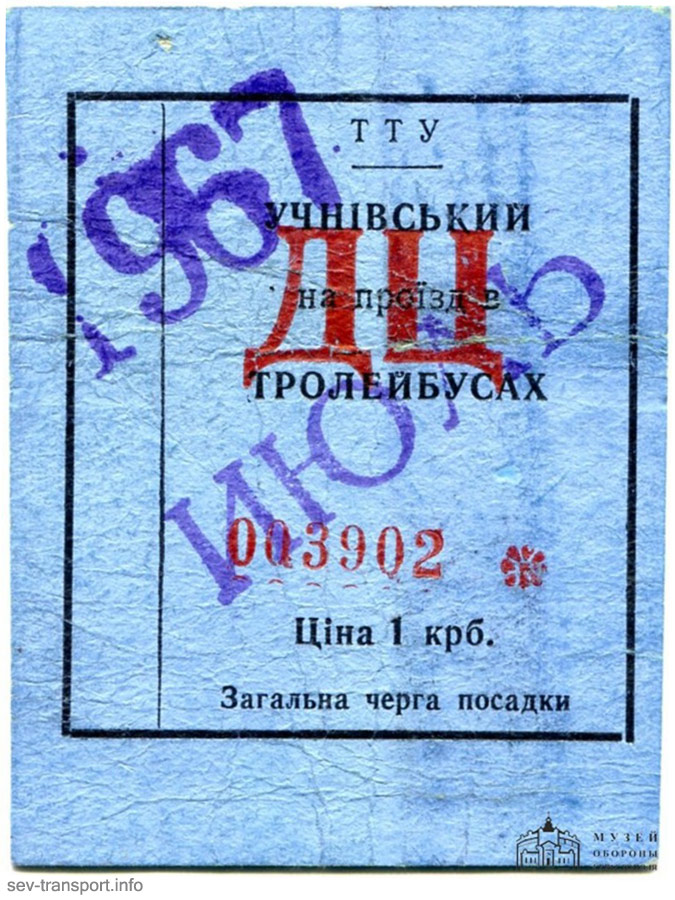 1967
ТТУ
УЧНІВСЬКИЙ
ДЦ
на проїзд в
ТРОЛЕЙБУСАХ
ИЮЛЬ
003902
Ціна 1 крб.
Загальна черга посадки
МУЗЕЙ
ОБОРОНЫ
sev-transport.info